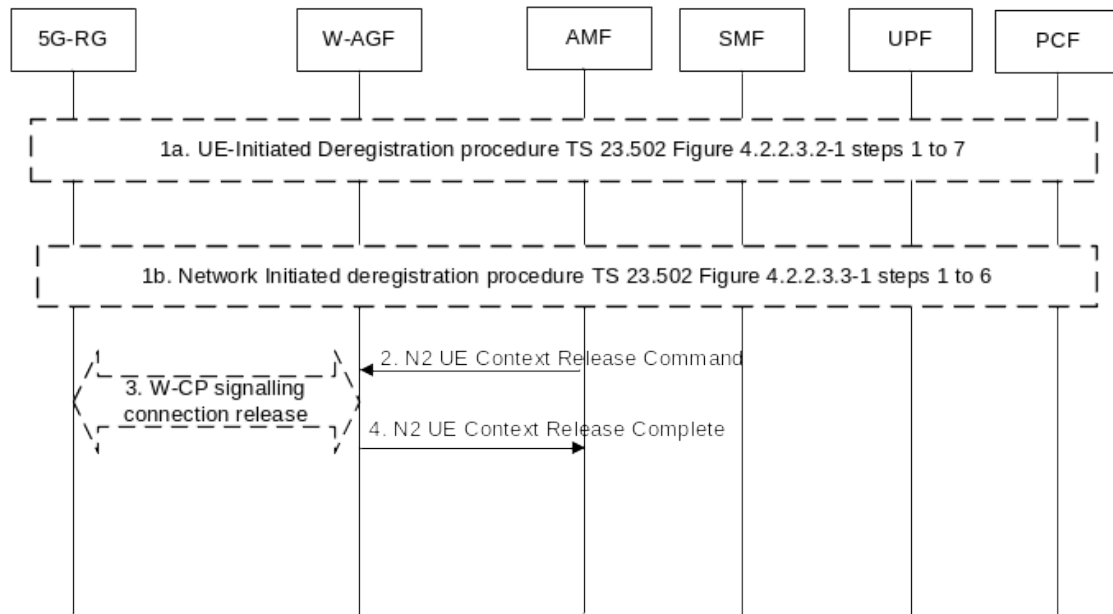 5G-RG
W-AGF
AMF
SMF
UPF
PCF
1a. UE-Initiated Deregistration procedure TS 23.502 Figure 4.2.2.3.2-1 steps 1 to 7
1b. Network Initiated deregistration procedure TS 23.502 Figure 4.2.2.3.3-1 steps 1 to 6
2. N2 UE Context Release Command
3. W-CP signalling
connection release
4. N2 UE Context Release Complete